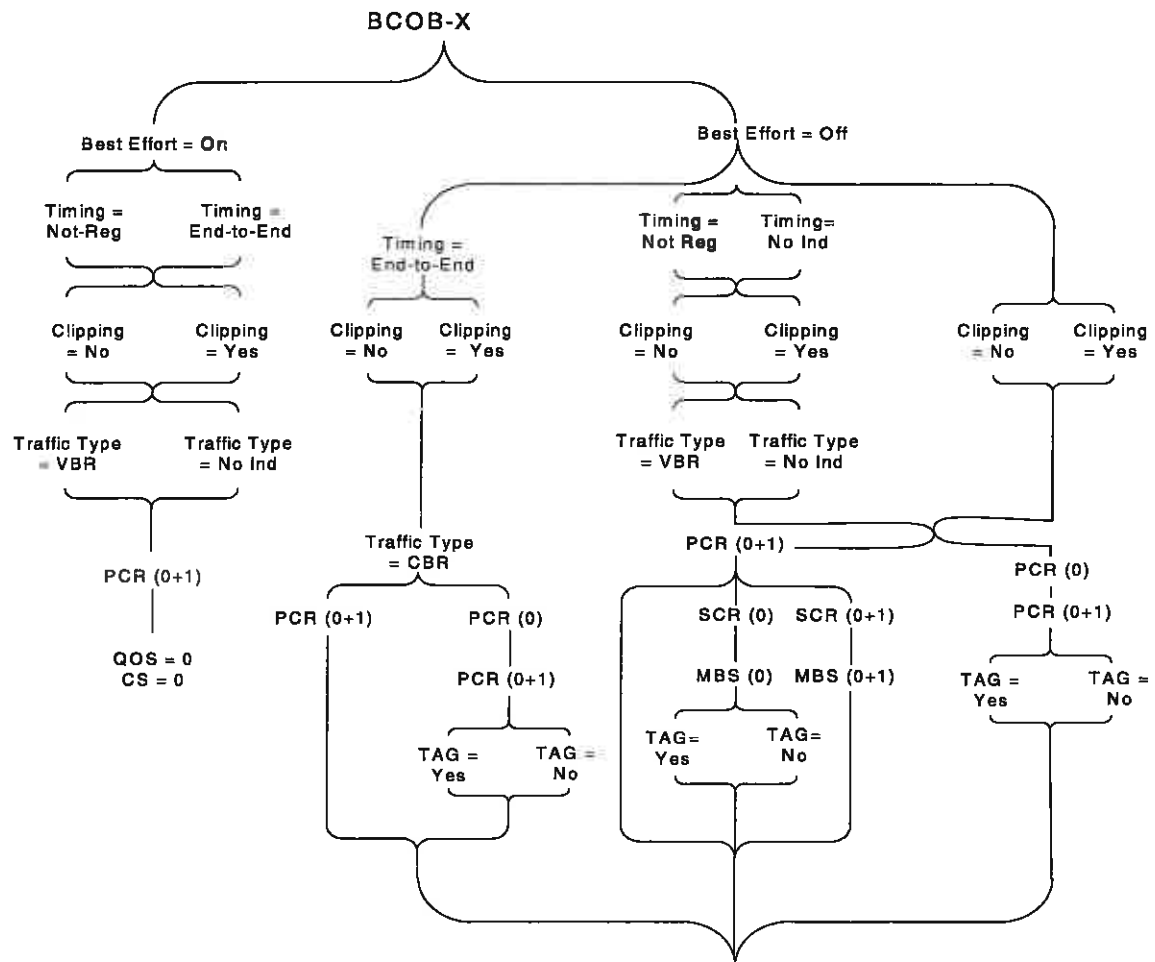 BCOB-X
Best Effort = On
Best Effort = Off
Timing =
Not-Reg
Timing =
End-to-End
Timing =
End-to-End
Timing =
Not Reg
Timing=
No Ind
Clipping
= No
Clipping
= Yes
Clipping
= No
Clipping
= Yes
Clipping
= No
Clipping
= Yes
Clipping
= No
Clipping
= Yes
Traffic Type
= VBR
Traffic Type
= No Ind
Traffic Type
= VBR
Traffic Type
= No Ind
PCR (0+1)
QOS = 0
CS = 0
Traffic Type
= CBR
PCR (0+1)
PCR (0)
PCR (0+1)
TAG =
Yes
TAG =
No
PCR (0+1)
SCR (0)
SCR (0+1)
MBS (0)
MBS (0+1)
TAG=
Yes
TAG=
No
PCR (0)
PCR (0+1)
TAG =
Yes
TAG =
No